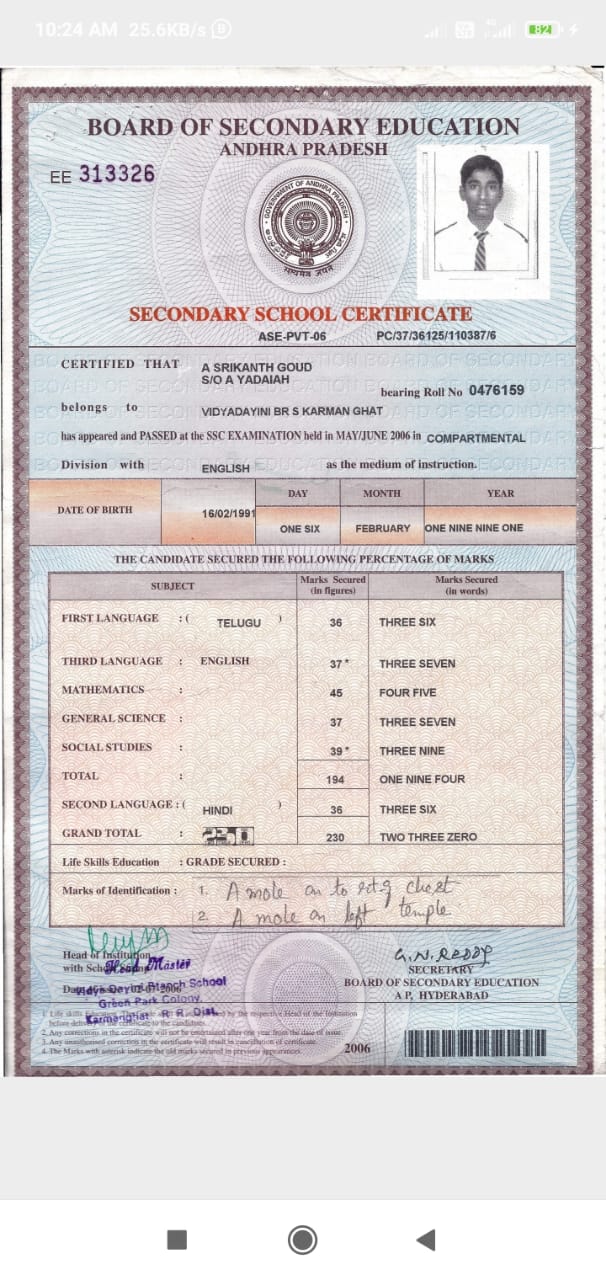 10:24 AM 25.6KB/s
4G 82
BOARD OF SECONDARY EDUCATION
ANDHRA PRADESH
EE 313326
GOVERNMENT OF ANDHRA PRADESH
सत्यमेव जयते
SECONDARY SCHOOL CERTIFICATE
ASE-PVT-06 PC/37/36125/110387/6
CERTIFIED THAT A SRIKANTH GOUD
S/O A YADAIAH
bearing Roll No 0476159
belongs to VIDYADAYINI BR S KARMAN GHAT
has appeared and PASSED at the SSC EXAMINATION held in MAY/JUNE 2006 in COMPARTMENTAL
Division with ENGLISH as the medium of instruction.
DAY MONTH YEAR
DATE OF BIRTH 16/02/1991
ONE SIX FEBRUARY ONE NINE NINE ONE
THE CANDIDATE SECURED THE FOLLOWING PERCENTAGE OF MARKS
SUBJECT Marks Secured (in figures) Marks Secured (in words)
FIRST LANGUAGE : ( TELUGU ) 36 THREE SIX
THIRD LANGUAGE : ENGLISH 37 * THREE SEVEN
MATHEMATICS : 45 FOUR FIVE
GENERAL SCIENCE : 37 THREE SEVEN
SOCIAL STUDIES : 39 * THREE NINE
TOTAL : 194 ONE NINE FOUR
SECOND LANGUAGE : ( HINDI ) 36 THREE SIX
GRAND TOTAL : 230 230 TWO THREE ZERO
Life Skills Education : GRADE SECURED :
Marks of Identification : 1. A mole on chest
2. A mole on left temple
Head of Institution
with School Head Master
G.N. REDDY
SECRETARY
BOARD OF SECONDARY EDUCATION
A P, HYDERABAD
02-07-2006
Branch School
Green Park Colony,
Karmanghat R R Dist.
1. Life skills Education by the respective Head of the Institution
before delivery of the certificate to the candidates.
2. Any corrections in the certificate will not be entertained after one year from the date of issue.
3. Any unauthorised correction in the certificate will result in cancellation of certificate.
4. The Marks with asterisk indicate the old marks secured in previous appearances.
2006